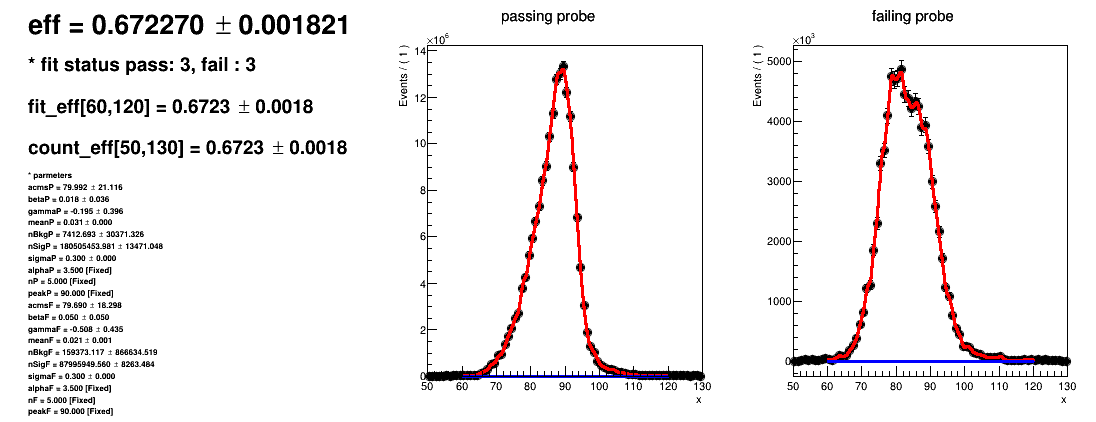 eff = 0.672270 ± 0.001821
* fit status pass: 3, fail : 3
fit_eff[60,120] = 0.6723 ± 0.0018
count_eff[50,130] = 0.6723 ± 0.0018
* parmeters
acmsP = 79.992 ± 21.116
betaP = 0.018 ± 0.036
gammaP = -0.195 ± 0.396
meanP = 0.031 ± 0.000
nBkgP = 7412.693 ± 30371.326
nSigP = 180505453.981 ± 13471.048
sigmaP = 0.300 ± 0.000
alphaP = 3.500 [Fixed]
nP = 5.000 [Fixed]
peakP = 90.000 [Fixed]
acmsF = 79.690 ± 18.298
betaF = 0.050 ± 0.050
gammaF = -0.508 ± 0.435
meanF = 0.021 ± 0.001
nBkgF = 159373.117 ± 866634.519
nSigF = 87995949.560 ± 8263.484
sigmaF = 0.300 ± 0.000
alphaF = 3.500 [Fixed]
nF = 5.000 [Fixed]
peakF = 90.000 [Fixed]
passing probe
×10⁶
Events / ( 1 )
14
12
10
8
6
4
2
0
50 60 70 80 90 100 110 120 130
x
failing probe
×10³
Events / ( 1 )
5000
4000
3000
2000
1000
0
50 60 70 80 90 100 110 120 130
x